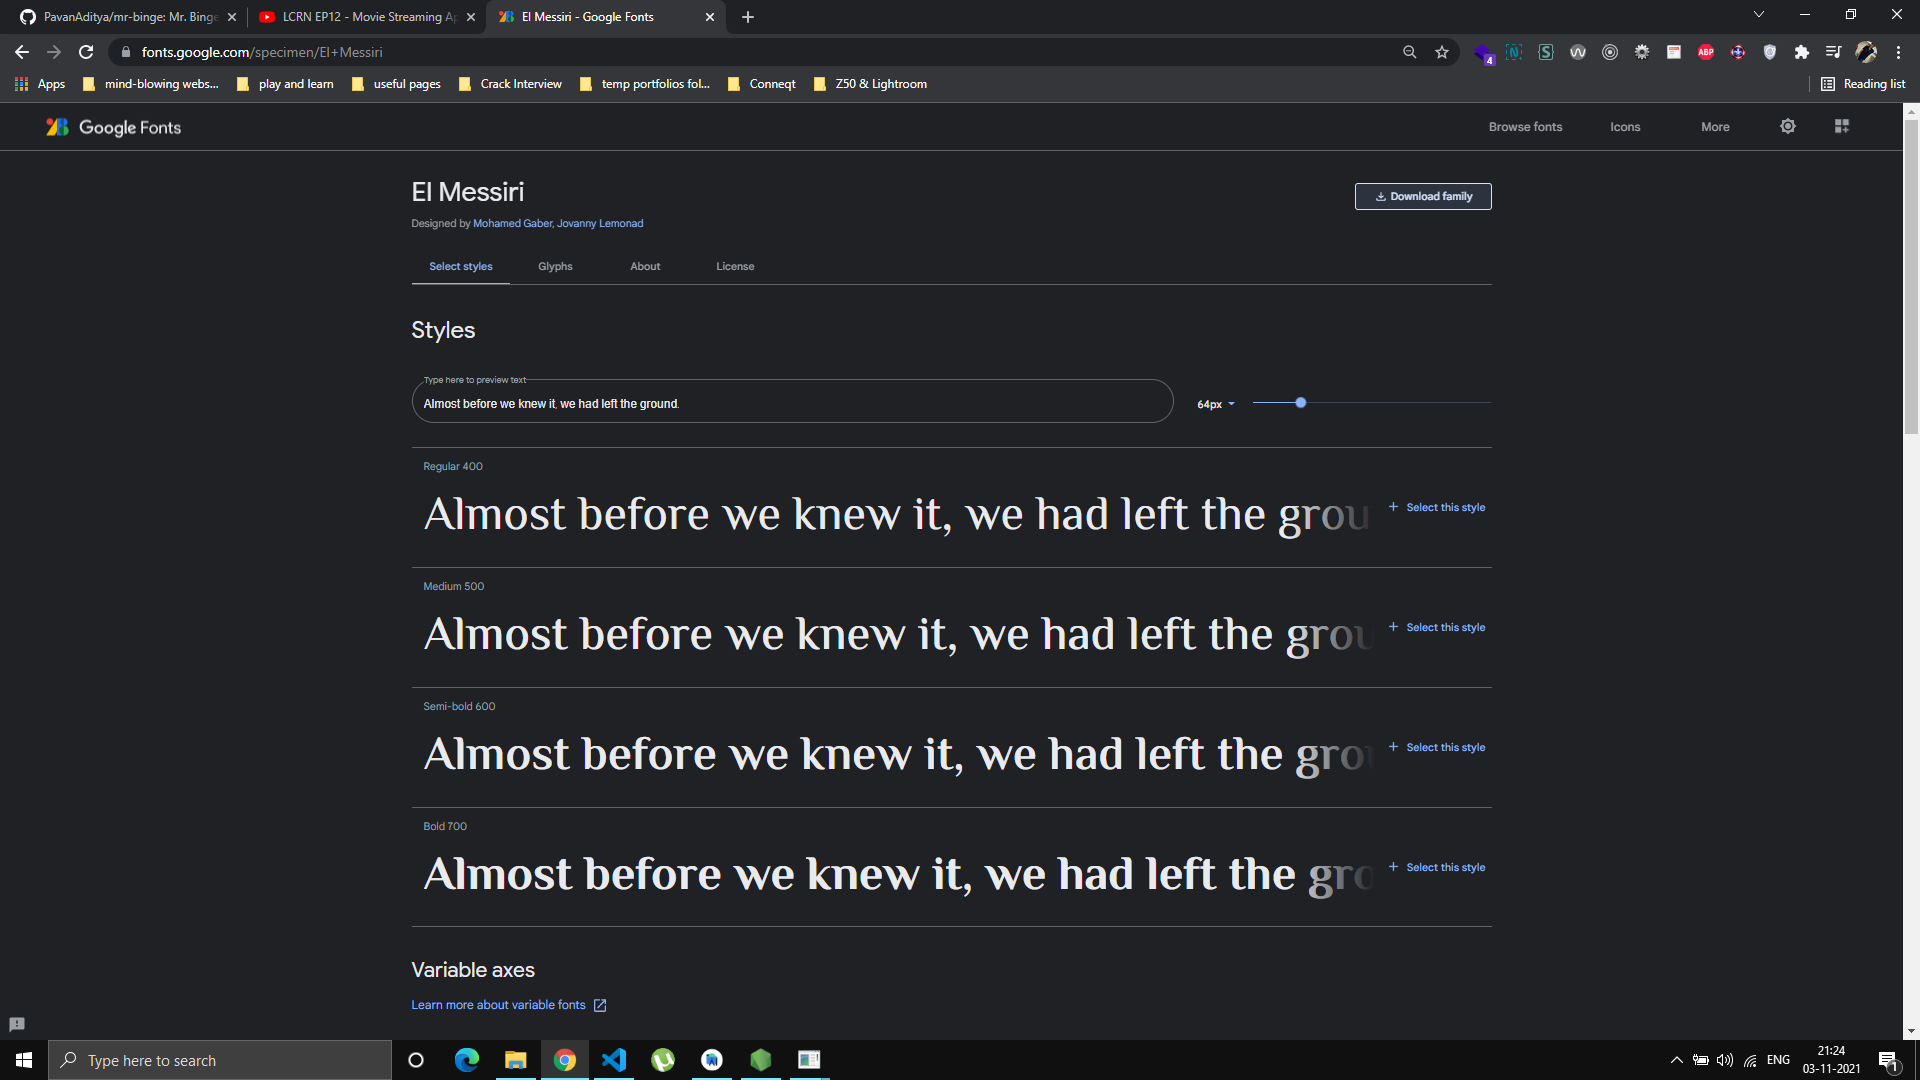 PavanAditya/mr-binge: Mr. Binge
LCRN EP12 - Movie Streaming Ap
El Messiri - Google Fonts
fonts.google.com/specimen/El+Messiri
4
ABP
Apps
mind-blowing webs...
play and learn
useful pages
Crack Interview
temp portfolios fol...
Conneqt
Z50 & Lightroom
Reading list
Google Fonts
Browse fonts
Icons
More
El Messiri
Download family
Designed by Mohamed Gaber, Jovanny Lemonad
Select styles
Glyphs
About
License
Styles
Type here to preview text
Almost before we knew it, we had left the ground.
64px
Regular 400
Almost before we knew it, we had left the grou
Select this style
Medium 500
Almost before we knew it, we had left the grou
Select this style
Semi-bold 600
Almost before we knew it, we had left the grou
Select this style
Bold 700
Almost before we knew it, we had left the gro
Select this style
Variable axes
Learn more about variable fonts
Type here to search
ENG
21:24
03-11-2021
1